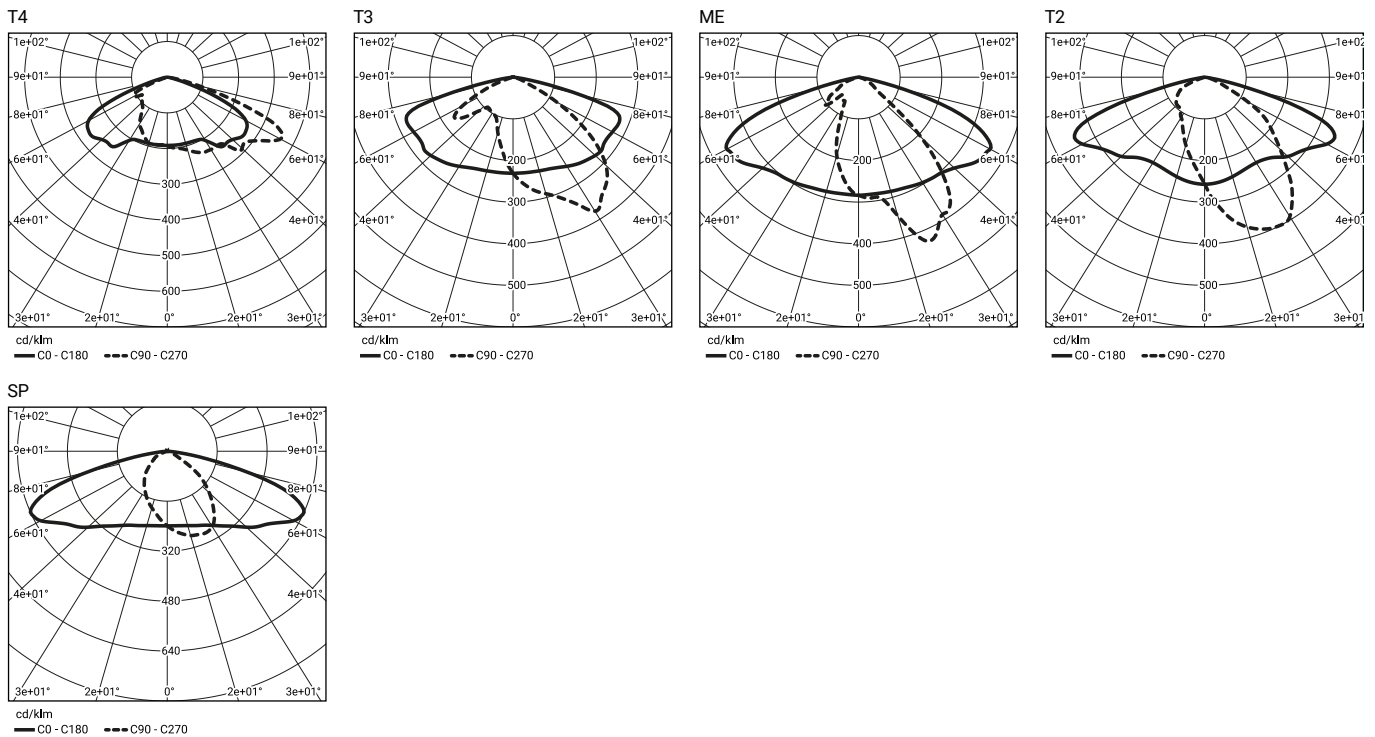 T4
1e+02° 1e+02°
9e+01° 9e+01°
8e+01° 8e+01°
6e+01° 6e+01°
300
4e+01° 400 4e+01°
500
600
3e+01° 2e+01° 0° 2e+01° 3e+01°
cd/klm
C0 - C180 C90 - C270
T3
1e+02° 1e+02°
9e+01° 9e+01°
8e+01° 8e+01°
6e+01° 200 6e+01°
300
4e+01° 4e+01°
400
500
3e+01° 2e+01° 0° 2e+01° 3e+01°
cd/klm
C0 - C180 C90 - C270
ME
1e+02° 1e+02°
9e+01° 9e+01°
8e+01° 8e+01°
6e+01° 200 6e+01°
4e+01° 4e+01°
400
500
3e+01° 2e+01° 0° 2e+01° 3e+01°
cd/klm
C0 - C180 C90 - C270
T2
1e+02° 1e+02
9e+01° 9e+01
8e+01° 8e+01
6e+01° 200 6e+01
300
4e+01° 4e+01
400
500
3e+01° 2e+01° 0° 2e+01° 3e+01°
cd/klm
C0 - C180 C90 - C270
SP
1e+02° 1e+02°
9e+01° 9e+01°
8e+01° 8e+01°
6e+01° 6e+01°
320
4e+01° 480 4e+01°
640
3e+01° 2e+01° 0° 2e+01° 3e+01°
cd/klm
C0 - C180 C90 - C270